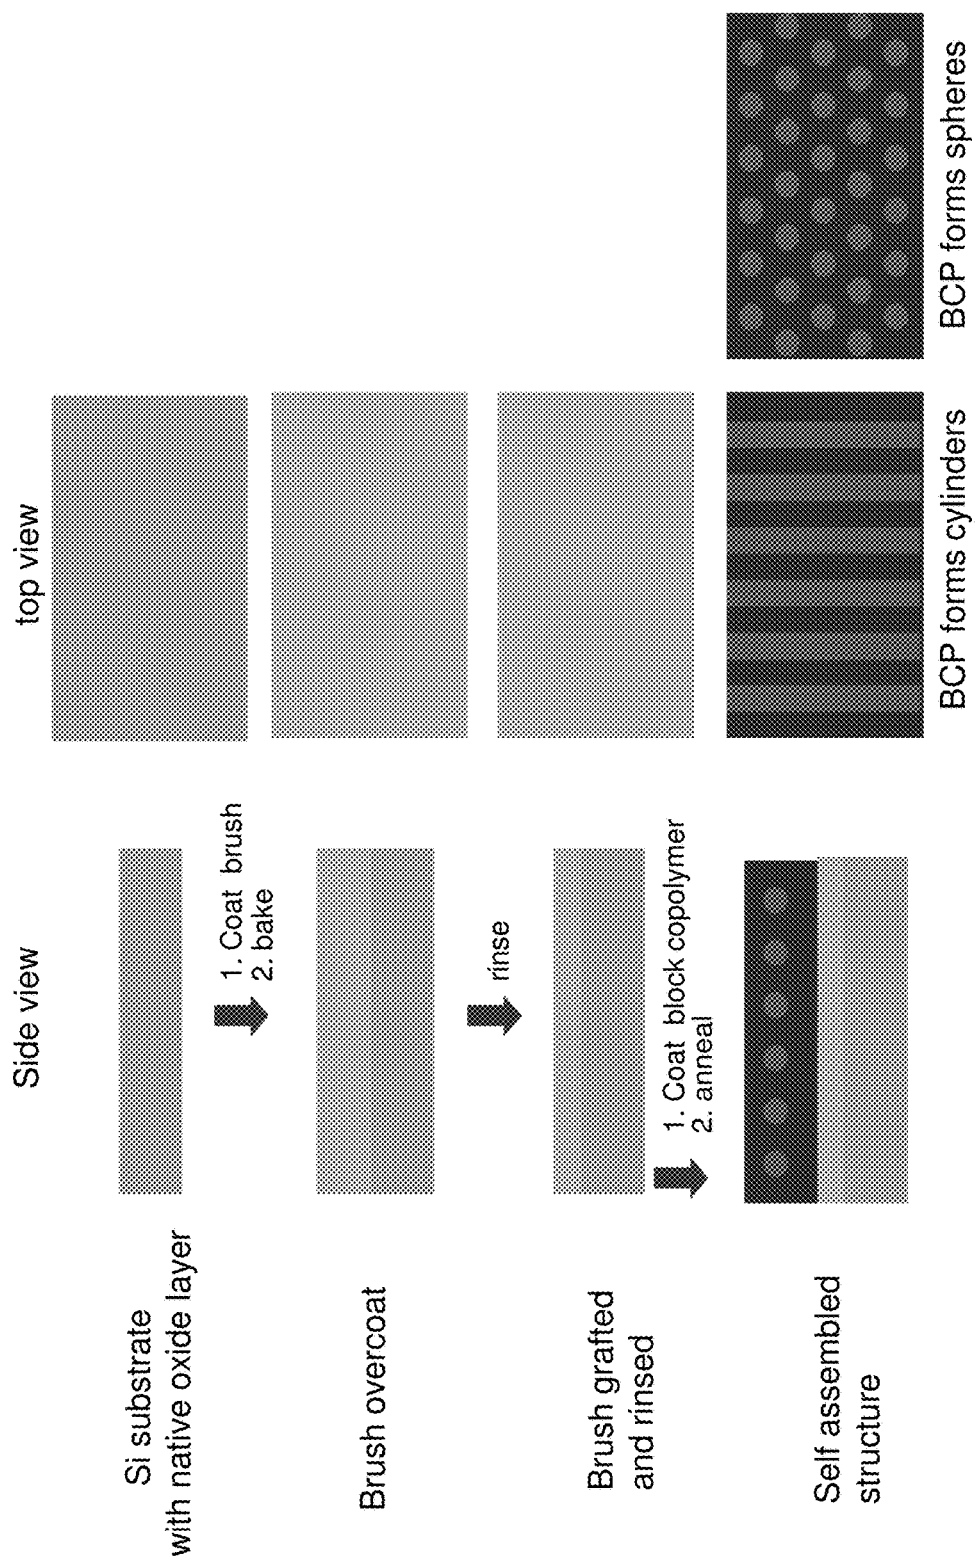 Side view
top view
Si substrate
with native oxide layer
1. Coat brush
2. bake
Brush overcoat
rinse
Brush grafted
and rinsed
1. Coat block copolymer
2. anneal
Self assembled
structure
BCP forms cylinders
BCP forms spheres